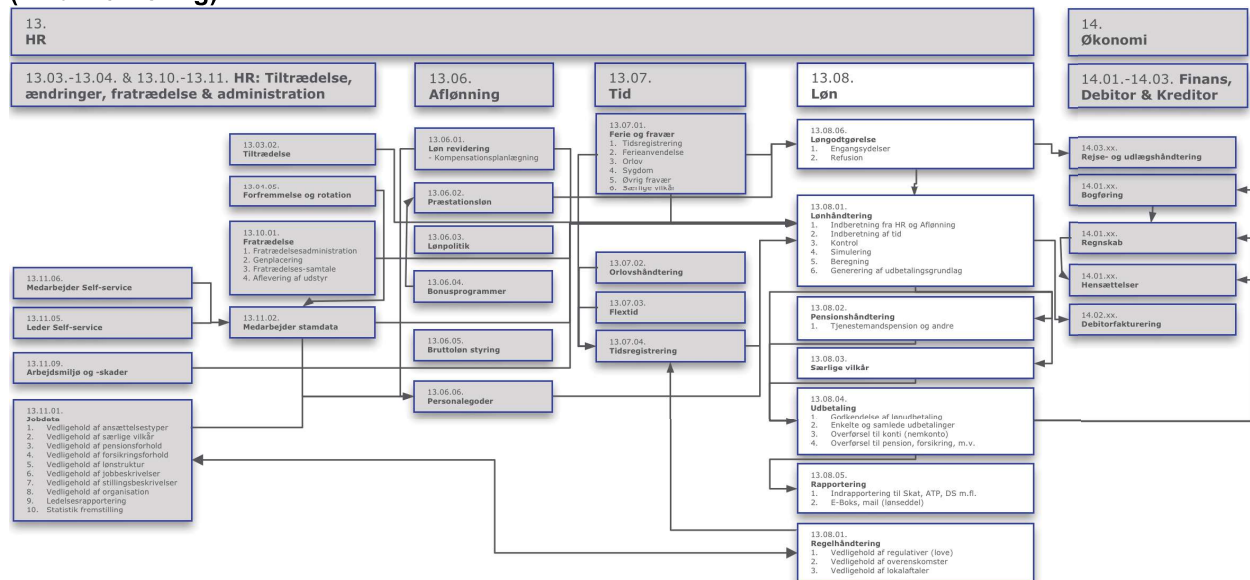 13.
HR
14.
Økonomi
13.03.-13.04. & 13.10.-13.11. HR: Tiltrædelse,
ændringer, fratrædelse & administration
13.06.
Aflønning
13.07.
Tid
13.08.
Løn
14.01.-14.03. Finans,
Debitor & Kreditor
13.03.02.
Tiltrædelse
13.04.05.
Forfremmelse og rotation
13.10.01.
Fratrædelse
1. Fratrædelsesadministration
2. Genplacering
3. Fratrædelses-samtale
4. Aflevering af udstyr
13.11.06.
Medarbejder Self-service
13.11.05.
Leder Self-service
13.11.02.
Medarbejder stamdata
13.11.09.
Arbejdsmiljø og -skader
13.11.01.
Jobdata
1. Vedligehold af ansættelsestyper
2. Vedligehold af særlige vilkår
3. Vedligehold af pensionsforhold
4. Vedligehold af forsikringsforhold
5. Vedligehold af lønstruktur
6. Vedligehold af jobbeskrivelser
7. Vedligehold af stillingsbeskrivelser
8. Vedligehold af organisation
9. Ledelsesrapportering
10. Statistik fremstilling
13.06.01.
Løn revidering
- Kompensationsplanlægning
13.06.02.
Præstationsløn
13.06.03.
Lønpolitik
13.06.04.
Bonusprogrammer
13.06.05.
Bruttoløn styring
13.06.06.
Personalegoder
13.07.01.
Ferie og fravær
1. Tidsregistrering
2. Ferieanvendelse
3. Orlov
4. Sygdom
5. Øvrig fravær
6. Særlige vilkår
13.07.02.
Orlovshåndtering
13.07.03.
Flextid
13.07.04.
Tidsregistrering
13.08.06.
Løngodtgørelse
1. Engangsydelser
2. Refusion
13.08.01.
Lønhåndtering
1. Indberetning fra HR og Aflønning
2. Indberetning af tid
3. Kontrol
4. Simulering
5. Beregning
6. Generering af udbetalingsgrundlag
13.08.02.
Pensionshåndtering
1. Tjenestemandspension og andre
13.08.03.
Særlige vilkår
13.08.04.
Udbetaling
1. Godkendelse af lønudbetaling
2. Enkelte og samlede udbetalinger
3. Overførsel til konti (nemkonto)
4. Overførsel til pension, forsikring, m.v.
13.08.05.
Rapportering
1. Indrapportering til Skat, ATP, DS m.fl.
2. E-Boks, mail (lønseddel)
13.08.01.
Regelhåndtering
1. Vedligehold af regulativer (love)
2. Vedligehold af overenskomster
3. Vedligehold af lokalaftaler
14.03.xx.
Rejse- og udlægshåndtering
14.01.xx.
Bogføring
14.01.xx.
Regnskab
14.01.xx.
Hensættelser
14.02.xx.
Debitorfakturering